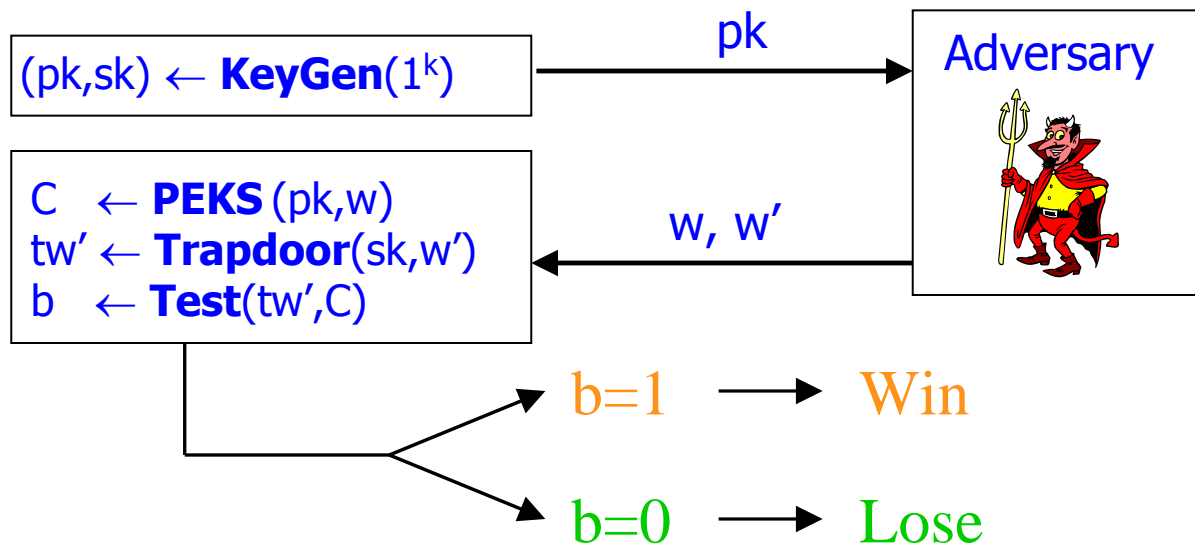 pk
(pk,sk) ← KeyGen(1^k)
Adversary
C ← PEKS (pk,w)
tw’ ← Trapdoor(sk,w’)
b ← Test(tw’,C)
w, w’
b=1 Win
b=0 Lose